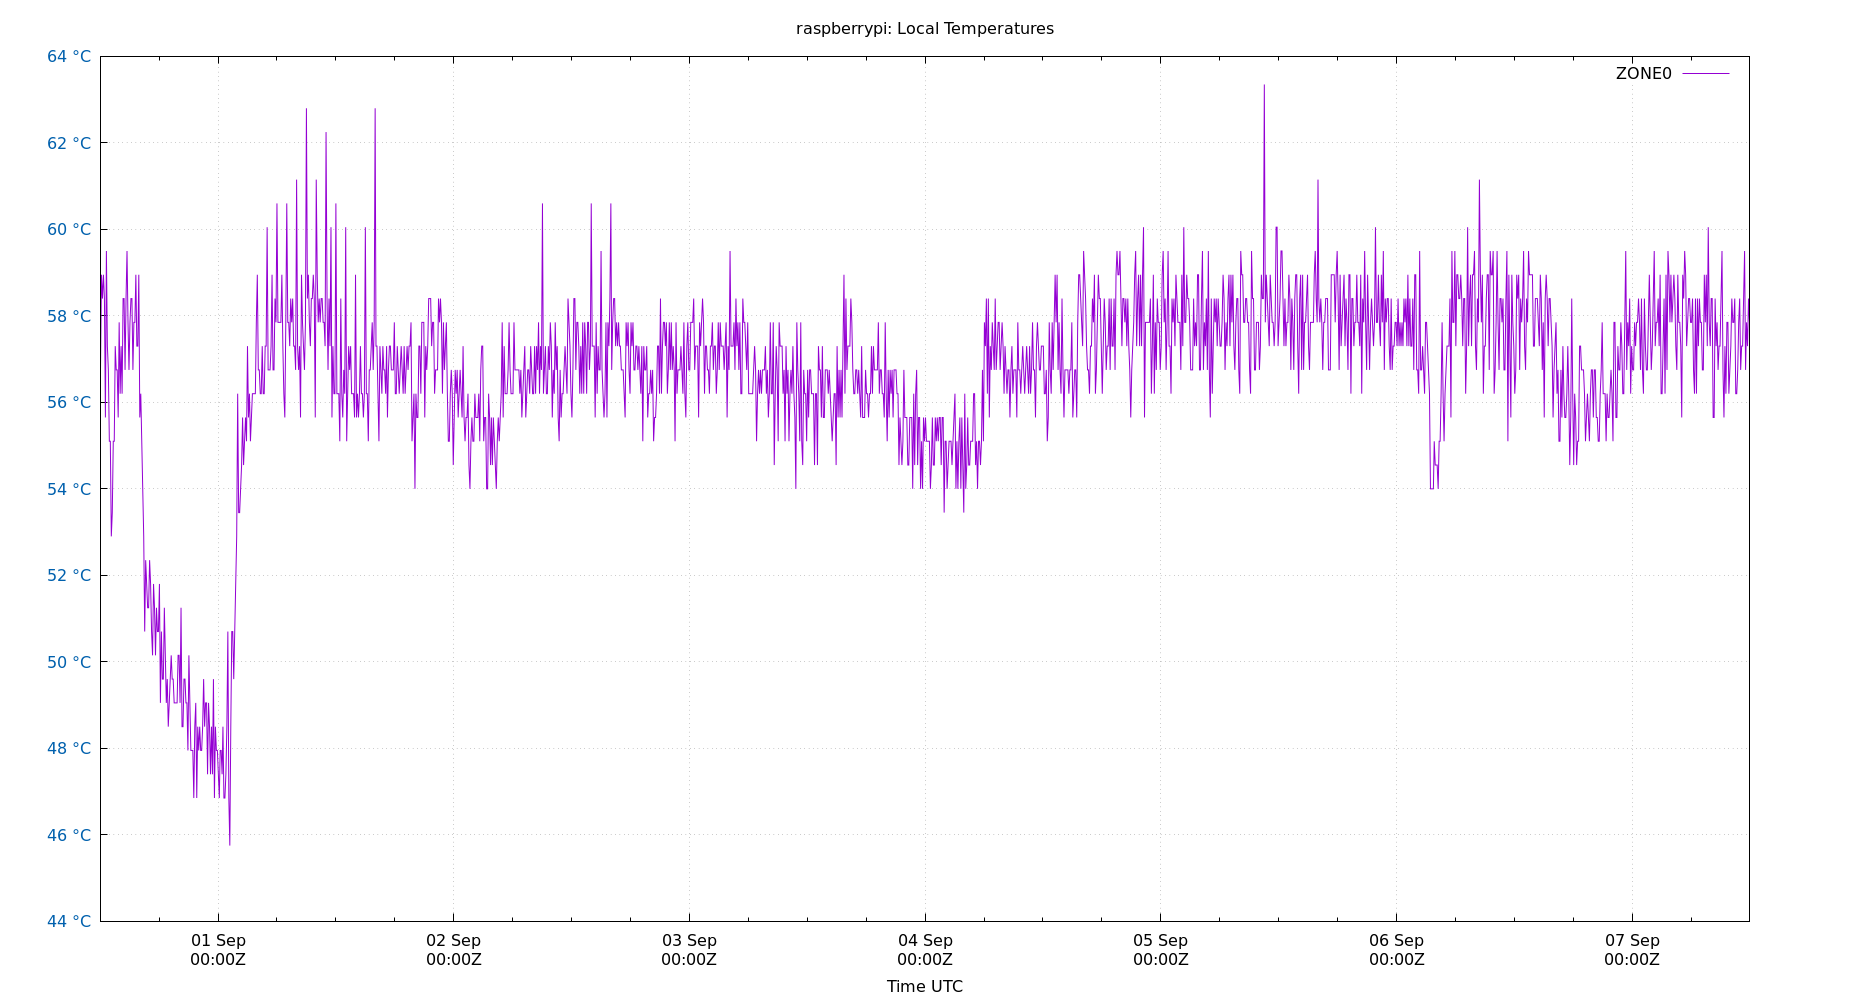 raspberrypi: Local Temperatures
64 °C
ZONE0
62 °C
60 °C
58 °C
56 °C
54 °C
52 °C
50 °C
48 °C
46 °C
44 °C
01 Sep 02 Sep 03 Sep 04 Sep 05 Sep 06 Sep 07 Sep
00:00Z 00:00Z 00:00Z 00:00Z 00:00Z 00:00Z 00:00Z
Time UTC